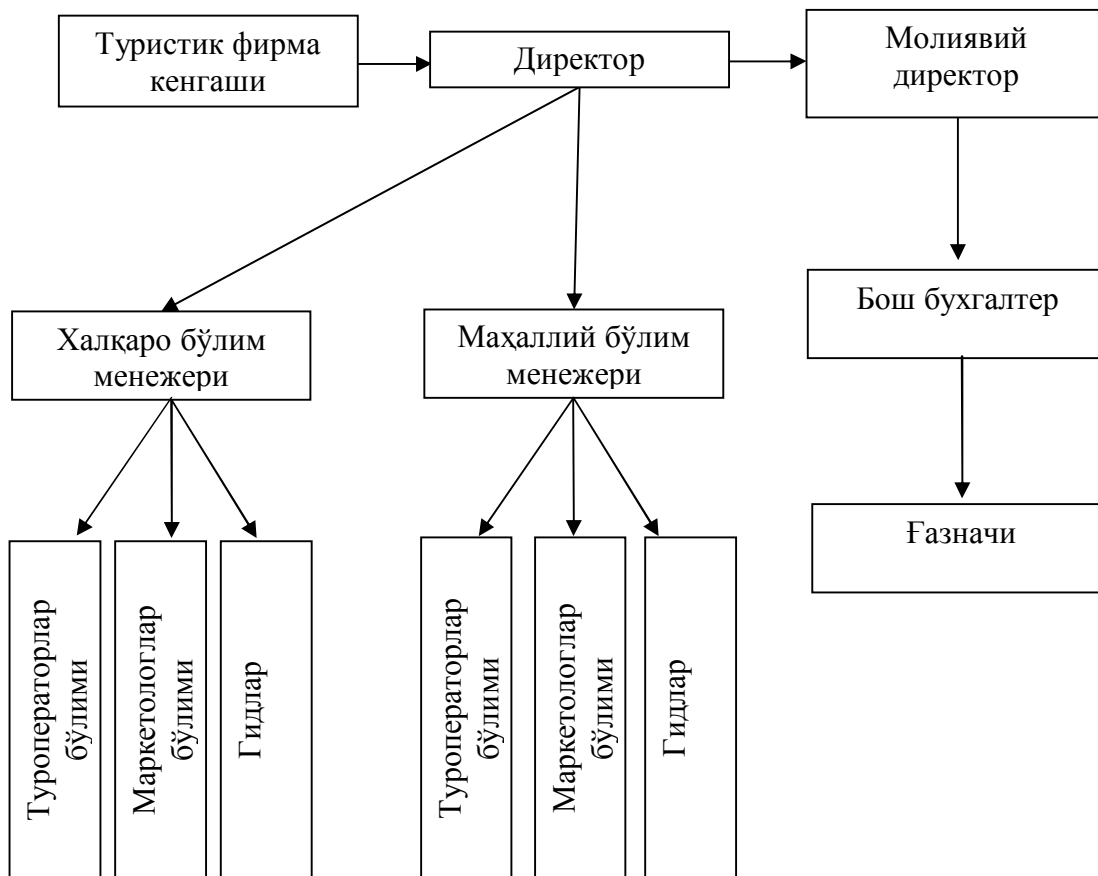 Туристик фирма
кенгаши
Директор
Молиявий
директор
Халқаро бўлим
менежери
Маҳаллий бўлим
менежери
Бош бухгалтер
Ғазначи
Туроператорлар
бўлими
Маркетологлар
бўлими
Гидлар
Туроператорлар
бўлими
Маркетологлар
бўлими
Гидлар